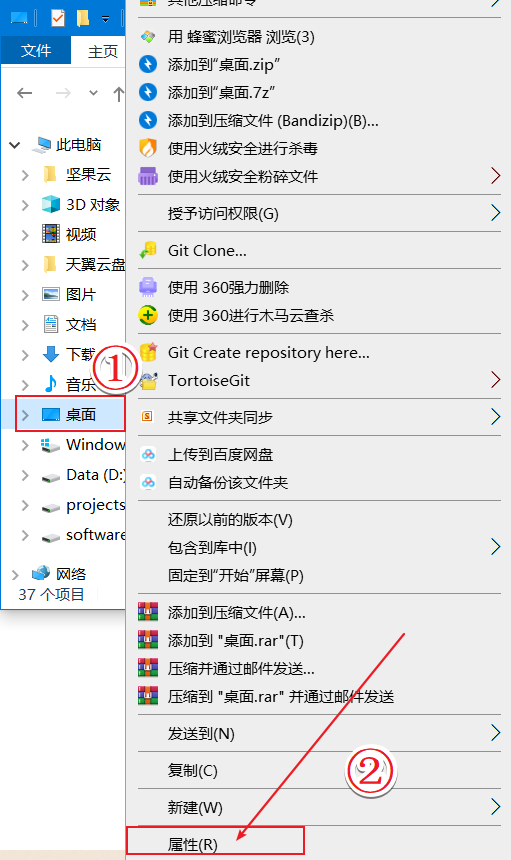 其他压缩命令
文件
主页
用 蜂蜜浏览器 浏览(3)
添加到“桌面.zip”
添加到“桌面.7z”
添加到压缩文件 (Bandizip)(B)...
使用火绒安全进行杀毒
使用火绒安全粉碎文件
授予访问权限(G)
Git Clone...
使用 360强力删除
使用 360进行木马云查杀
Git Create repository here...
TortoiseGit
共享文件夹同步
上传到百度网盘
自动备份该文件夹
还原以前的版本(V)
包含到库中(I)
固定到“开始”屏幕(P)
添加到压缩文件(A)...
添加到 "桌面.rar"(T)
压缩并通过邮件发送...
压缩到 "桌面.rar" 并通过邮件发送
发送到(N)
复制(C)
新建(W)
属性(R)
此电脑
坚果云
3D 对象
视频
天翼云盘
图片
文档
下载
音乐
桌面
Window
Data (D:)
projects
software
网络
37 个项目
①
②